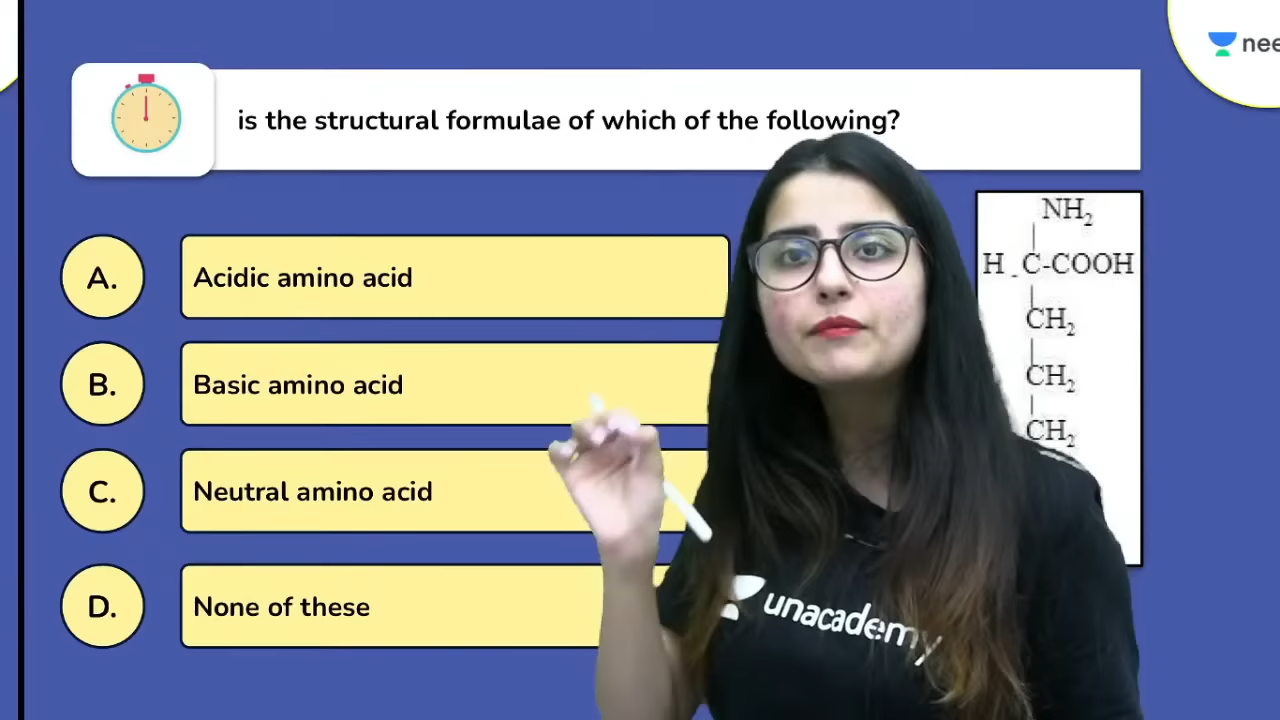 nee
is the structural formulae of which of the following?
A. Acidic amino acid
B. Basic amino acid
C. Neutral amino acid
D. None of these
NH₂
H - C-COOH
CH₂
CH₂
CH₂
unacademy